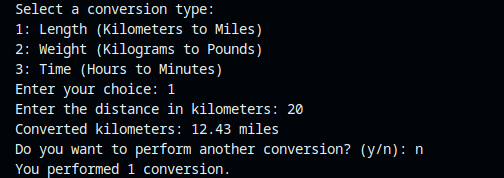 Select a conversion type:
1: Length (Kilometers to Miles)
2: Weight (Kilograms to Pounds)
3: Time (Hours to Minutes)
Enter your choice: 1
Enter the distance in kilometers: 20
Converted kilometers: 12.43 miles
Do you want to perform another conversion? (y/n): n
You performed 1 conversion.